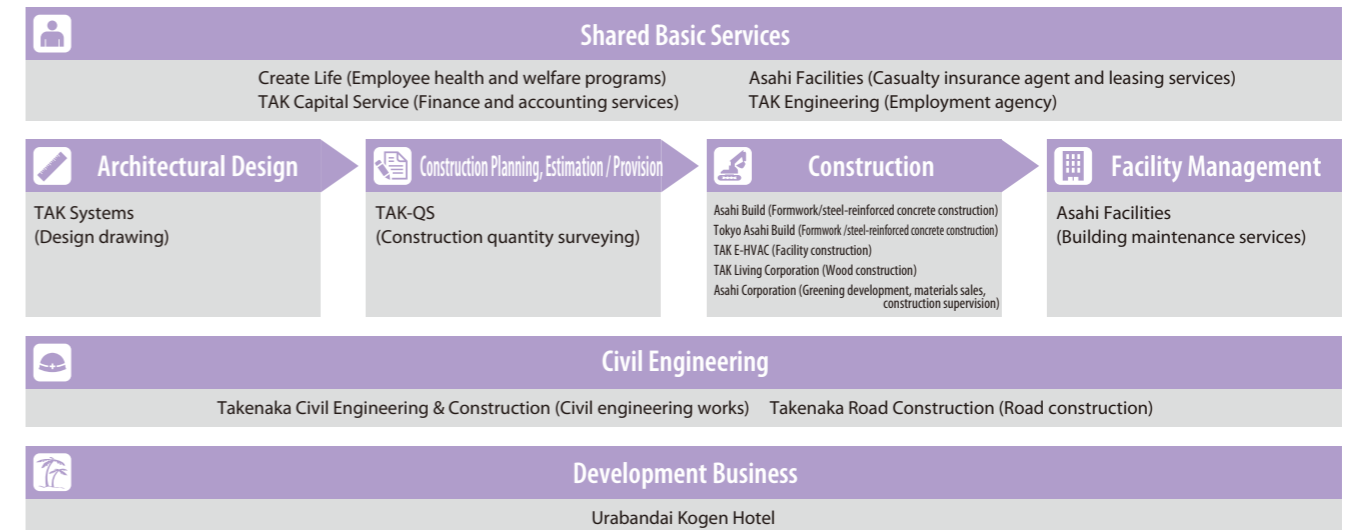 Shared Basic Services
Create Life (Employee health and welfare programs)
Asahi Facilities (Casualty insurance agent and leasing services)
TAK Capital Service (Finance and accounting services)
TAK Engineering (Employment agency)
Architectural Design
TAK Systems
(Design drawing)
Construction Planning, Estimation / Provision
TAK-QS
(Construction quantity surveying)
Construction
Asahi Build (Formwork/steel-reinforced concrete construction)
Tokyo Asahi Build (Formwork /steel-reinforced concrete construction)
TAK E-HVAC (Facility construction)
TAK Living Corporation (Wood construction)
Asahi Corporation (Greening development, materials sales,
construction supervision)
Facility Management
Asahi Facilities
(Building maintenance services)
Civil Engineering
Takenaka Civil Engineering & Construction (Civil engineering works)
Takenaka Road Construction (Road construction)
Development Business
Urabandai Kogen Hotel